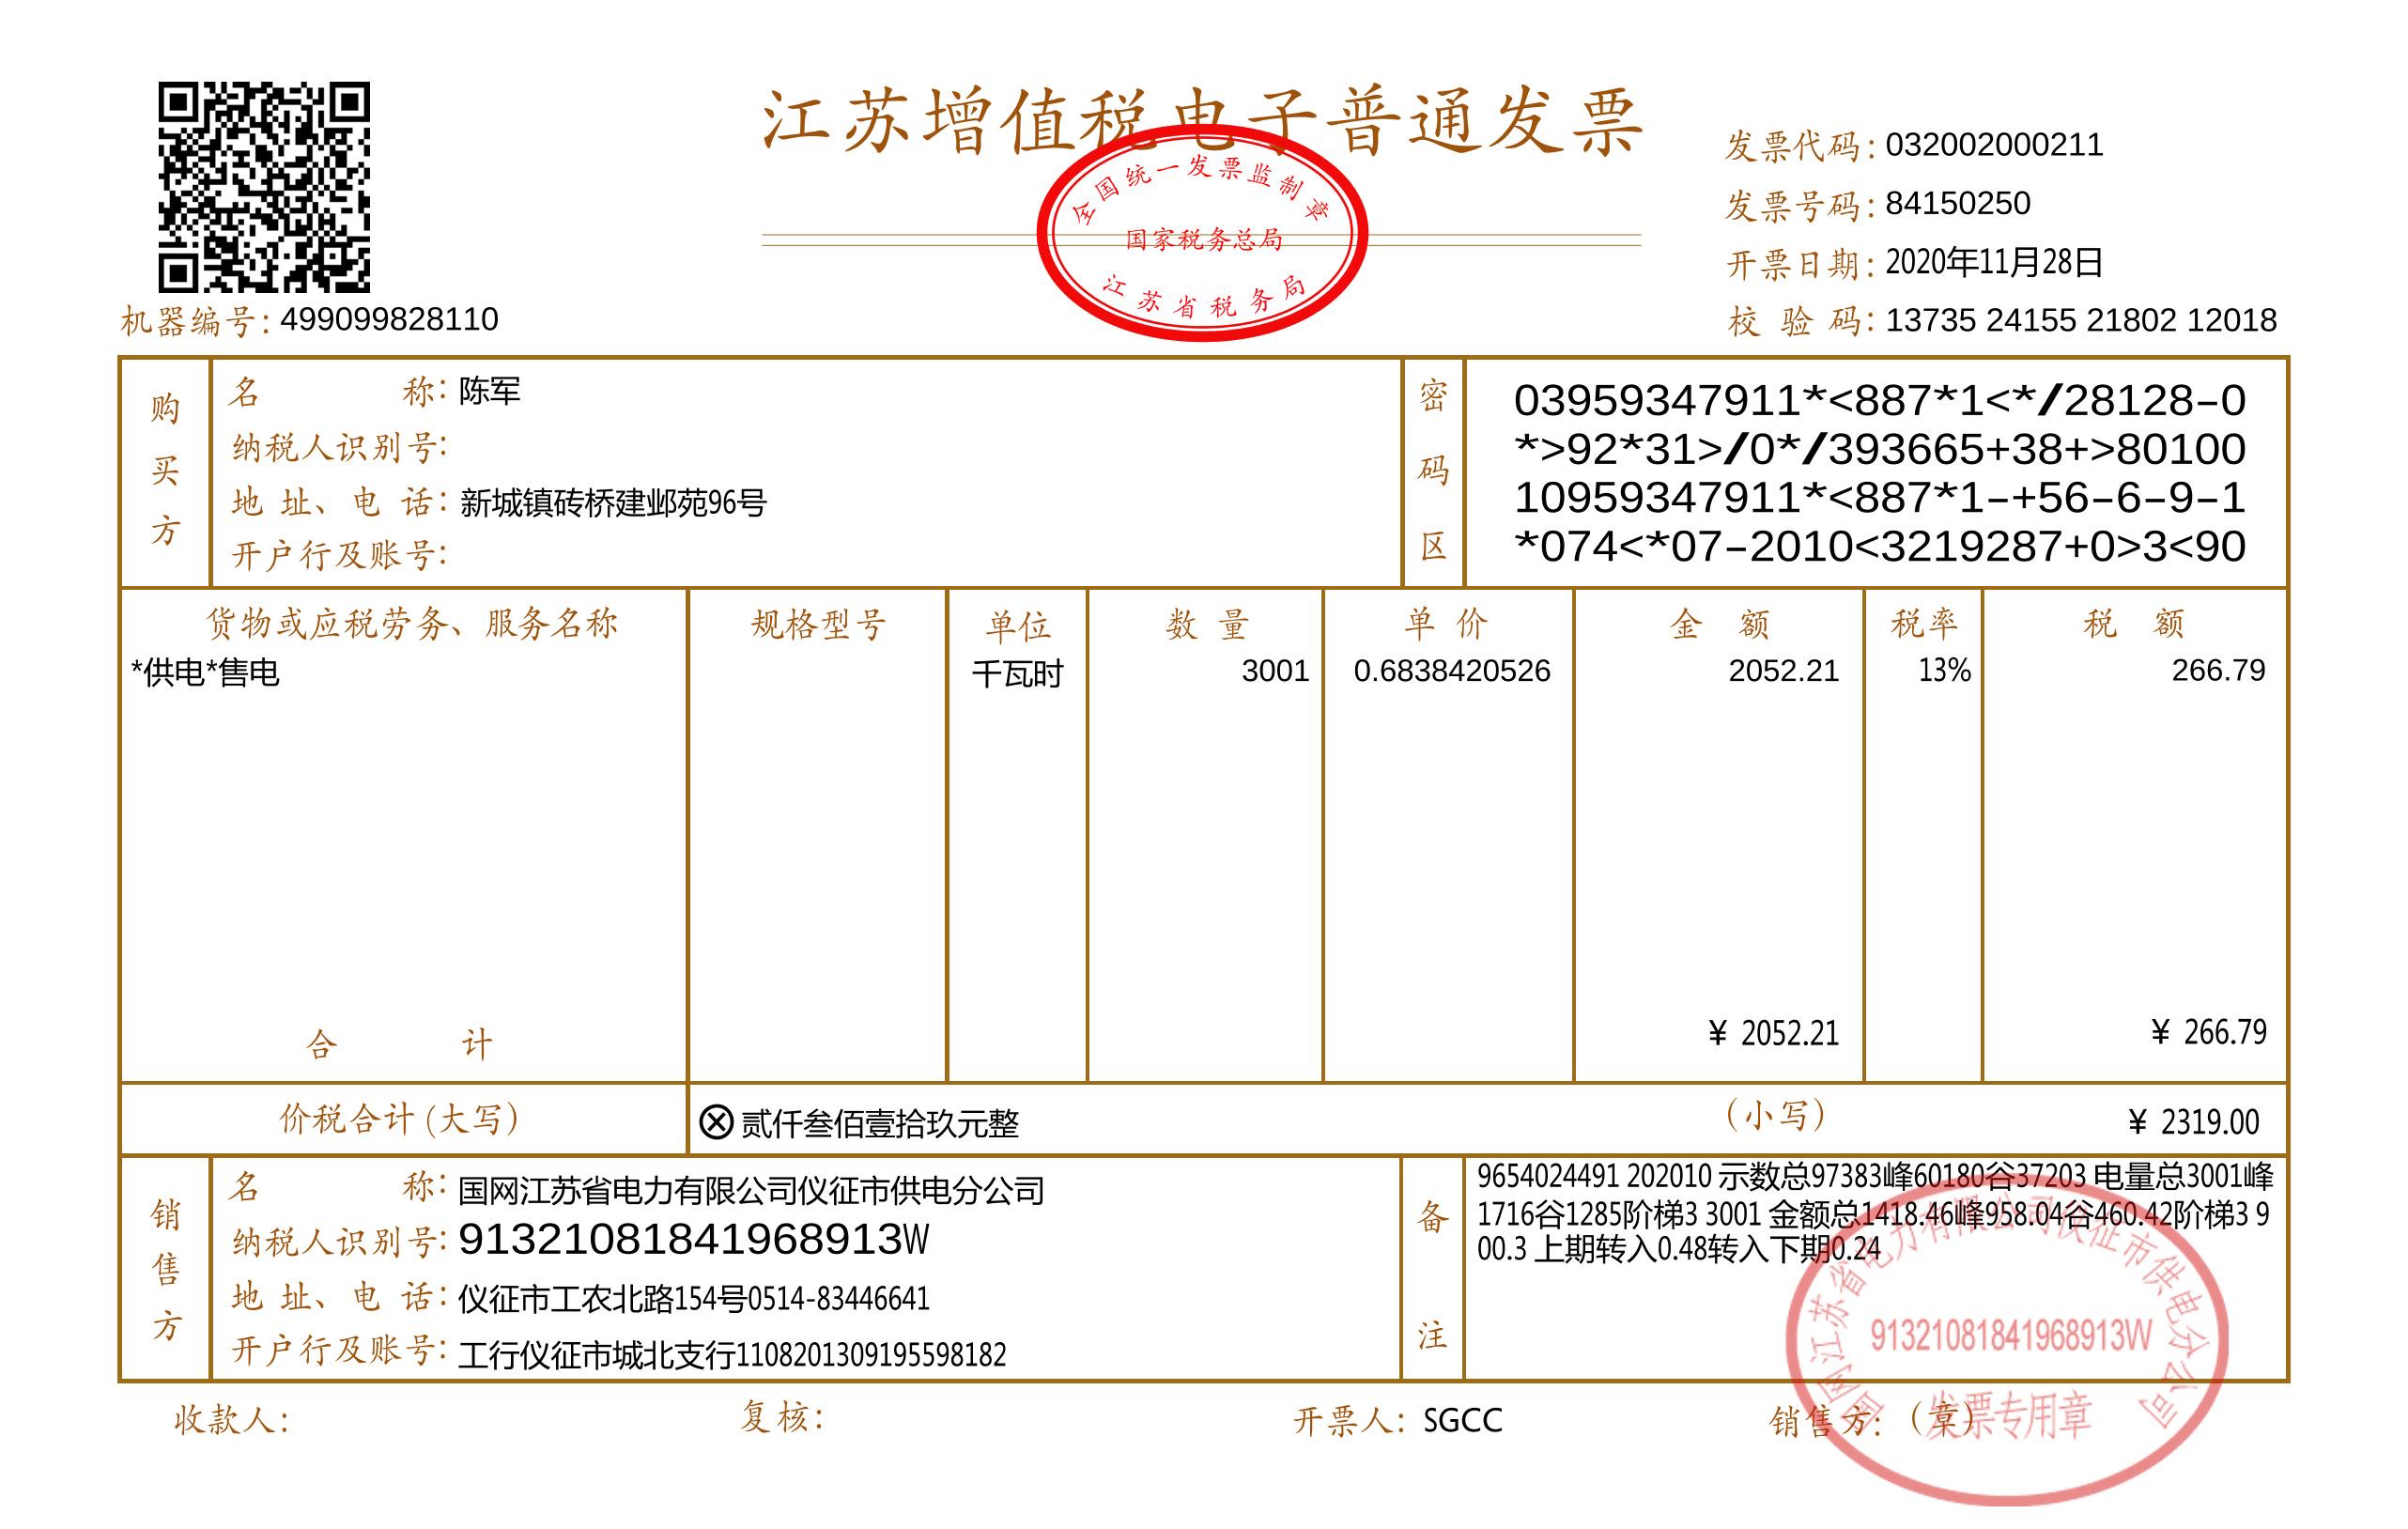 江苏增值税电子普通发票
全国统一发票监制章
国家税务总局
江苏省税务局
发票代码：032002000211
发票号码：84150250
开票日期：2020年11月28日
校 验 码：13735 24155 21802 12018
机器编号：499099828110
购买方
名 称：陈军
纳税人识别号：
地 址、电 话：新城镇砖桥建邺苑96号
开户行及账号：
密码区
03959347911*<887*1<*/28128-0
*>92*31>/0*/393665+38+>80100
10959347911*<887*1-+56-6-9-1
*074<*07-2010<3219287+0>3<90
货物或应税劳务、服务名称 规格型号 单位 数 量 单 价 金 额 税率 税 额
*供电*售电 千瓦时 3001 0.6838420526 2052.21 13% 266.79
合 计 ¥ 2052.21 ¥ 266.79
价税合计(大写) ⊗贰仟叁佰壹拾玖元整 (小写) ¥ 2319.00
销售方
名 称：国网江苏省电力有限公司仪征市供电分公司
纳税人识别号：91321081841968913W
地 址、电 话：仪征市工农北路154号0514-83446641
开户行及账号：工行仪征市城北支行1108201309195598182
备注
9654024491 202010 示数总97383峰60180谷37203 电量总3001峰
1716谷1285阶梯3 3001 金额总1418.46峰958.04谷460.42阶梯3 9
00.3 上期转入0.48转入下期0.24
国网江苏省电力有限公司仪征市供电分公司
91321081841968913W
发票专用章
收款人： 复核： 开票人：SGCC 销售方：(章)